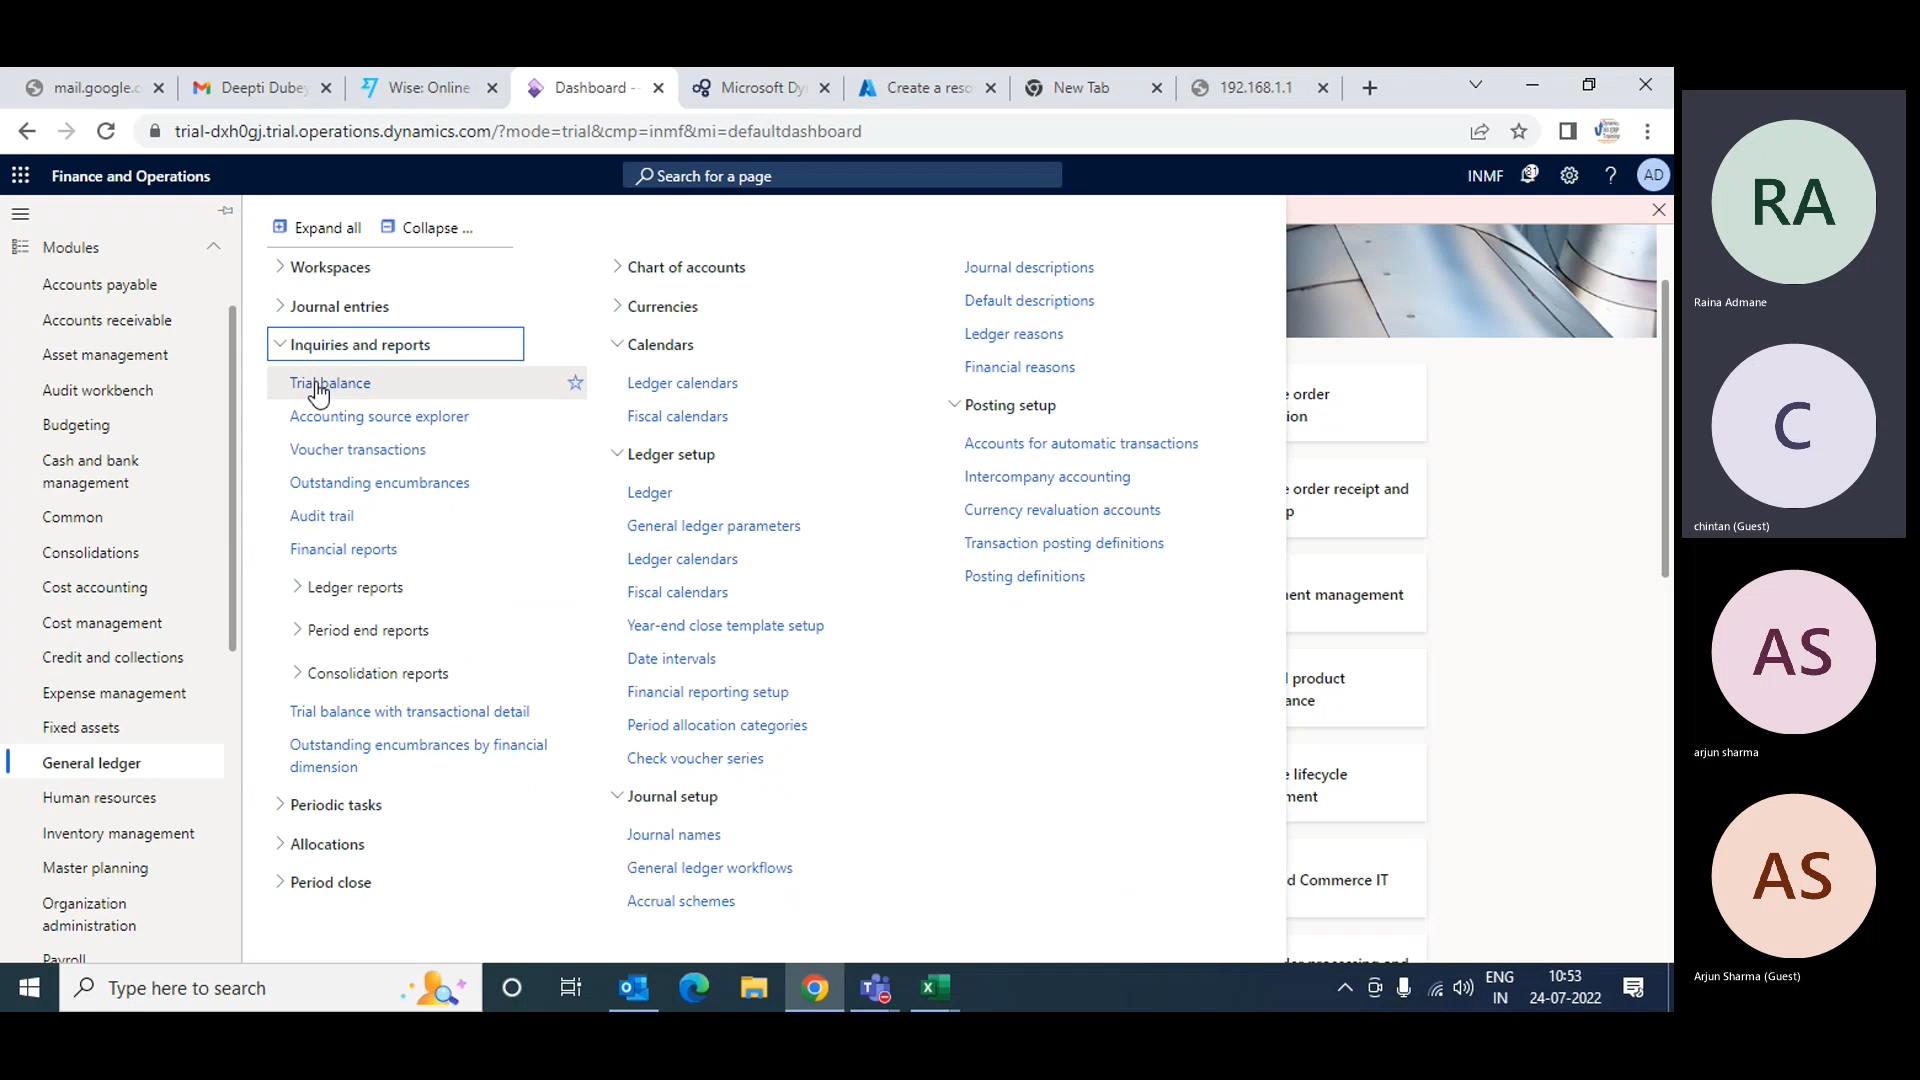 mail.google.c
Deepti Dubey
Wise: Online
Dashboard --
Microsoft Dy
Create a reso
New Tab
192.168.1.1
trial-dxh0gj.trial.operations.dynamics.com/?mode=trial&cmp=inmf&mi=defaultdashboard
Finance and Operations
Search for a page
INMF
AD
Modules
Accounts payable
Accounts receivable
Asset management
Audit workbench
Budgeting
Cash and bank
management
Common
Consolidations
Cost accounting
Cost management
Credit and collections
Expense management
Fixed assets
General ledger
Human resources
Inventory management
Master planning
Organization
administration
Payroll
Expand all
Collapse ...
Workspaces
Journal entries
Inquiries and reports
Trial balance
Accounting source explorer
Voucher transactions
Outstanding encumbrances
Audit trail
Financial reports
Ledger reports
Period end reports
Consolidation reports
Trial balance with transactional detail
Outstanding encumbrances by financial
dimension
Periodic tasks
Allocations
Period close
Chart of accounts
Currencies
Calendars
Ledger calendars
Fiscal calendars
Ledger setup
Ledger
General ledger parameters
Ledger calendars
Fiscal calendars
Year-end close template setup
Date intervals
Financial reporting setup
Period allocation categories
Check voucher series
Journal setup
Journal names
General ledger workflows
Accrual schemes
Journal descriptions
Default descriptions
Ledger reasons
Financial reasons
Posting setup
Accounts for automatic transactions
Intercompany accounting
Currency revaluation accounts
Transaction posting definitions
Posting definitions
e order
ion
e order receipt and
p
ent management
l product
ance
e lifecycle
ment
d Commerce IT
RA
Raina Admane
C
chintan (Guest)
AS
arjun sharma
AS
Arjun Sharma (Guest)
Type here to search
ENG
IN
10:53
24-07-2022